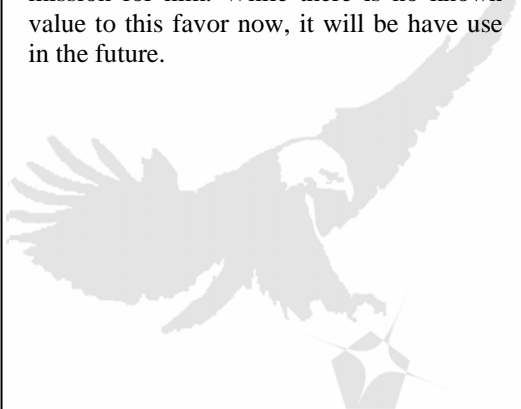 mission for him. While there is no known
value to this favor now, it will be have use
in the future.